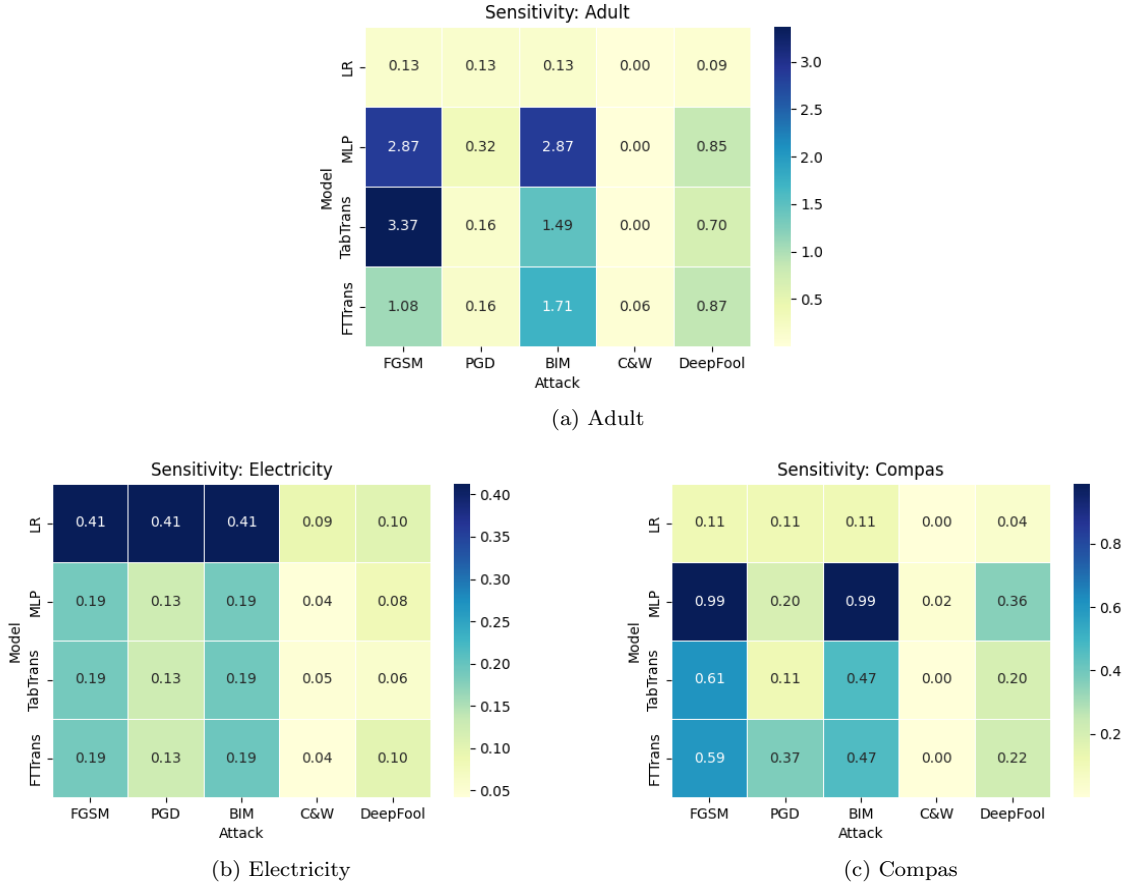 Sensitivity: Adult
LR 0.13 0.13 0.13 0.00 0.09
MLP 2.87 0.32 2.87 0.00 0.85
TabTrans 3.37 0.16 1.49 0.00 0.70
FTTrans 1.08 0.16 1.71 0.06 0.87
Model
FGSM PGD BIM C&W DeepFool
Attack
3.0
2.5
2.0
1.5
1.0
0.5
(a) Adult
Sensitivity: Electricity
LR 0.41 0.41 0.41 0.09 0.10
MLP 0.19 0.13 0.19 0.04 0.08
TabTrans 0.19 0.13 0.19 0.05 0.06
FTTrans 0.19 0.13 0.19 0.04 0.10
Model
FGSM PGD BIM C&W DeepFool
Attack
0.40
0.35
0.30
0.25
0.20
0.15
0.10
0.05
(b) Electricity
Sensitivity: Compas
LR 0.11 0.11 0.11 0.00 0.04
MLP 0.99 0.20 0.99 0.02 0.36
TabTrans 0.61 0.11 0.47 0.00 0.20
FTTrans 0.59 0.37 0.47 0.00 0.22
Model
FGSM PGD BIM C&W DeepFool
Attack
0.8
0.6
0.4
0.2
(c) Compas